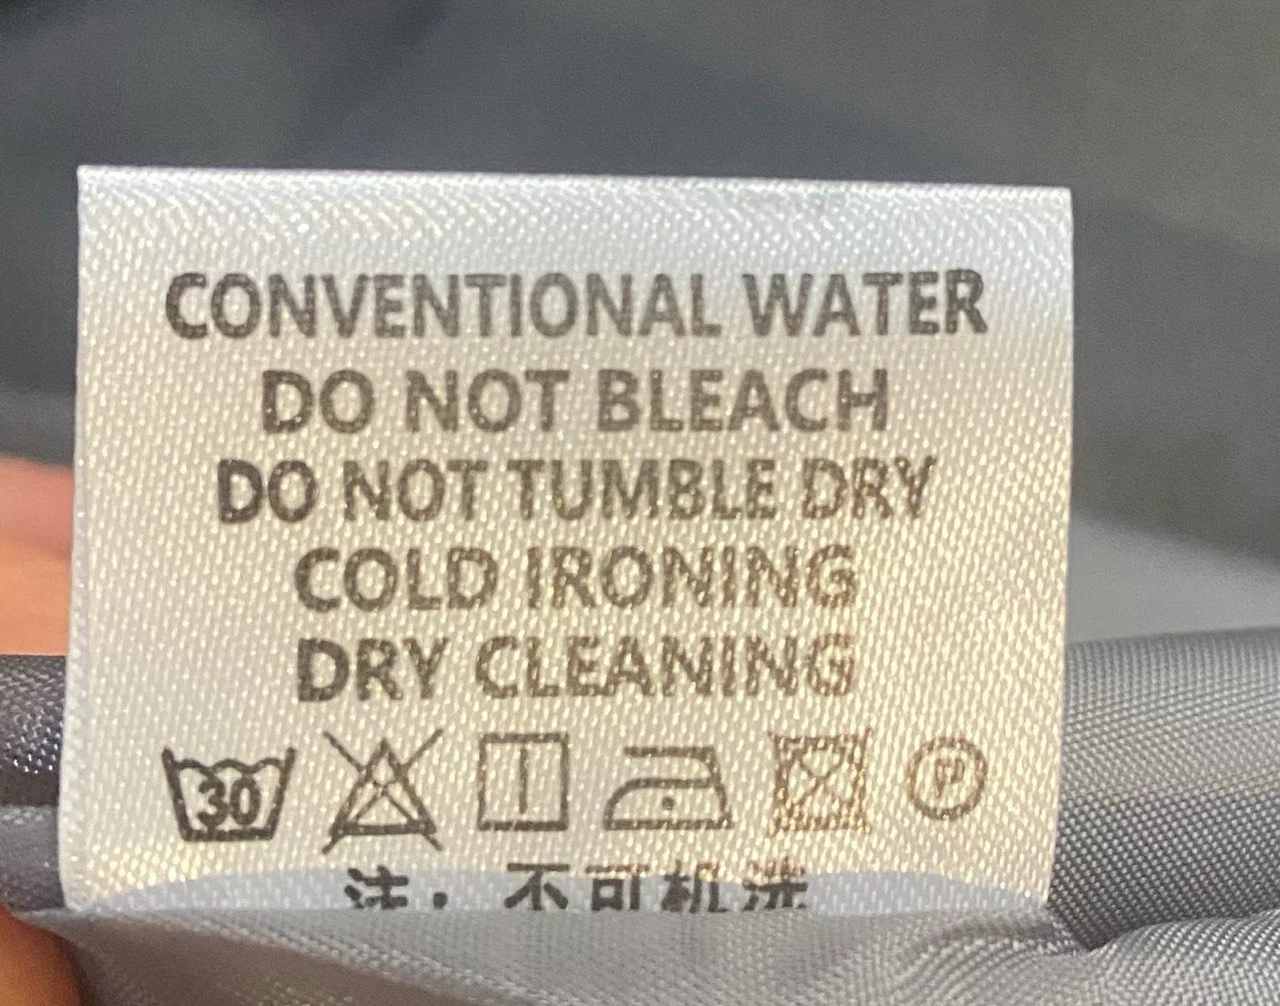 CONVENTIONAL WATER
DO NOT BLEACH
DO NOT TUMBLE DRY
COLD IRONING
DRY CLEANING
30 P
注：不可机洗